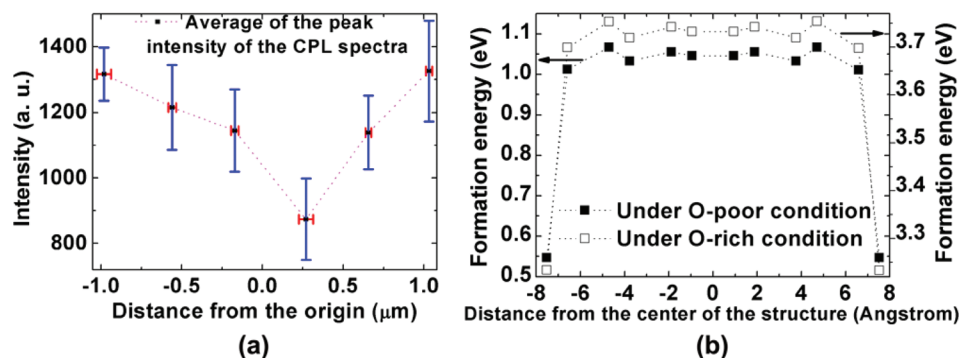 Average of the peak
intensity of the CPL spectra
1400
1200
1000
800
Intensity (a. u.)
-1.0 -0.5 0.0 0.5 1.0
Distance from the origin (μm)
(a)
1.1
1.0
0.9
0.8
0.7
0.6
0.5
Formation energy (eV)
Under O-poor condition
Under O-rich condition
3.7
3.6
3.5
3.4
3.3
Formation energy (eV)
-8 -6 -4 -2 0 2 4 6 8
Distance from the center of the structure (Angstrom)
(b)